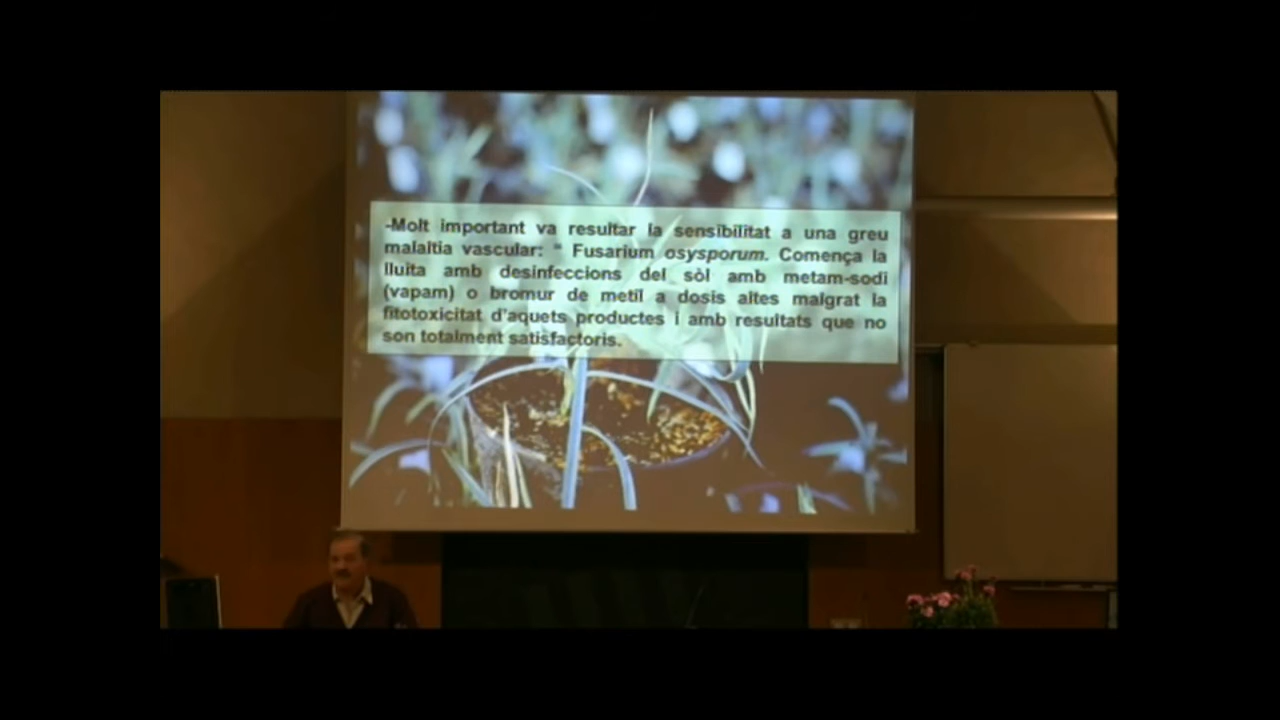 -Molt important va resultar la sensibilitat a una greu
malaltia vascular: " Fusarium osysporum. Comença la
lluita amb desinfeccions del sòl amb metam-sodi
(vapam) o bromur de metil a dosis altes malgrat la
fitotoxicitat d'aquets productes i amb resultats que no
son totalment satisfactoris.